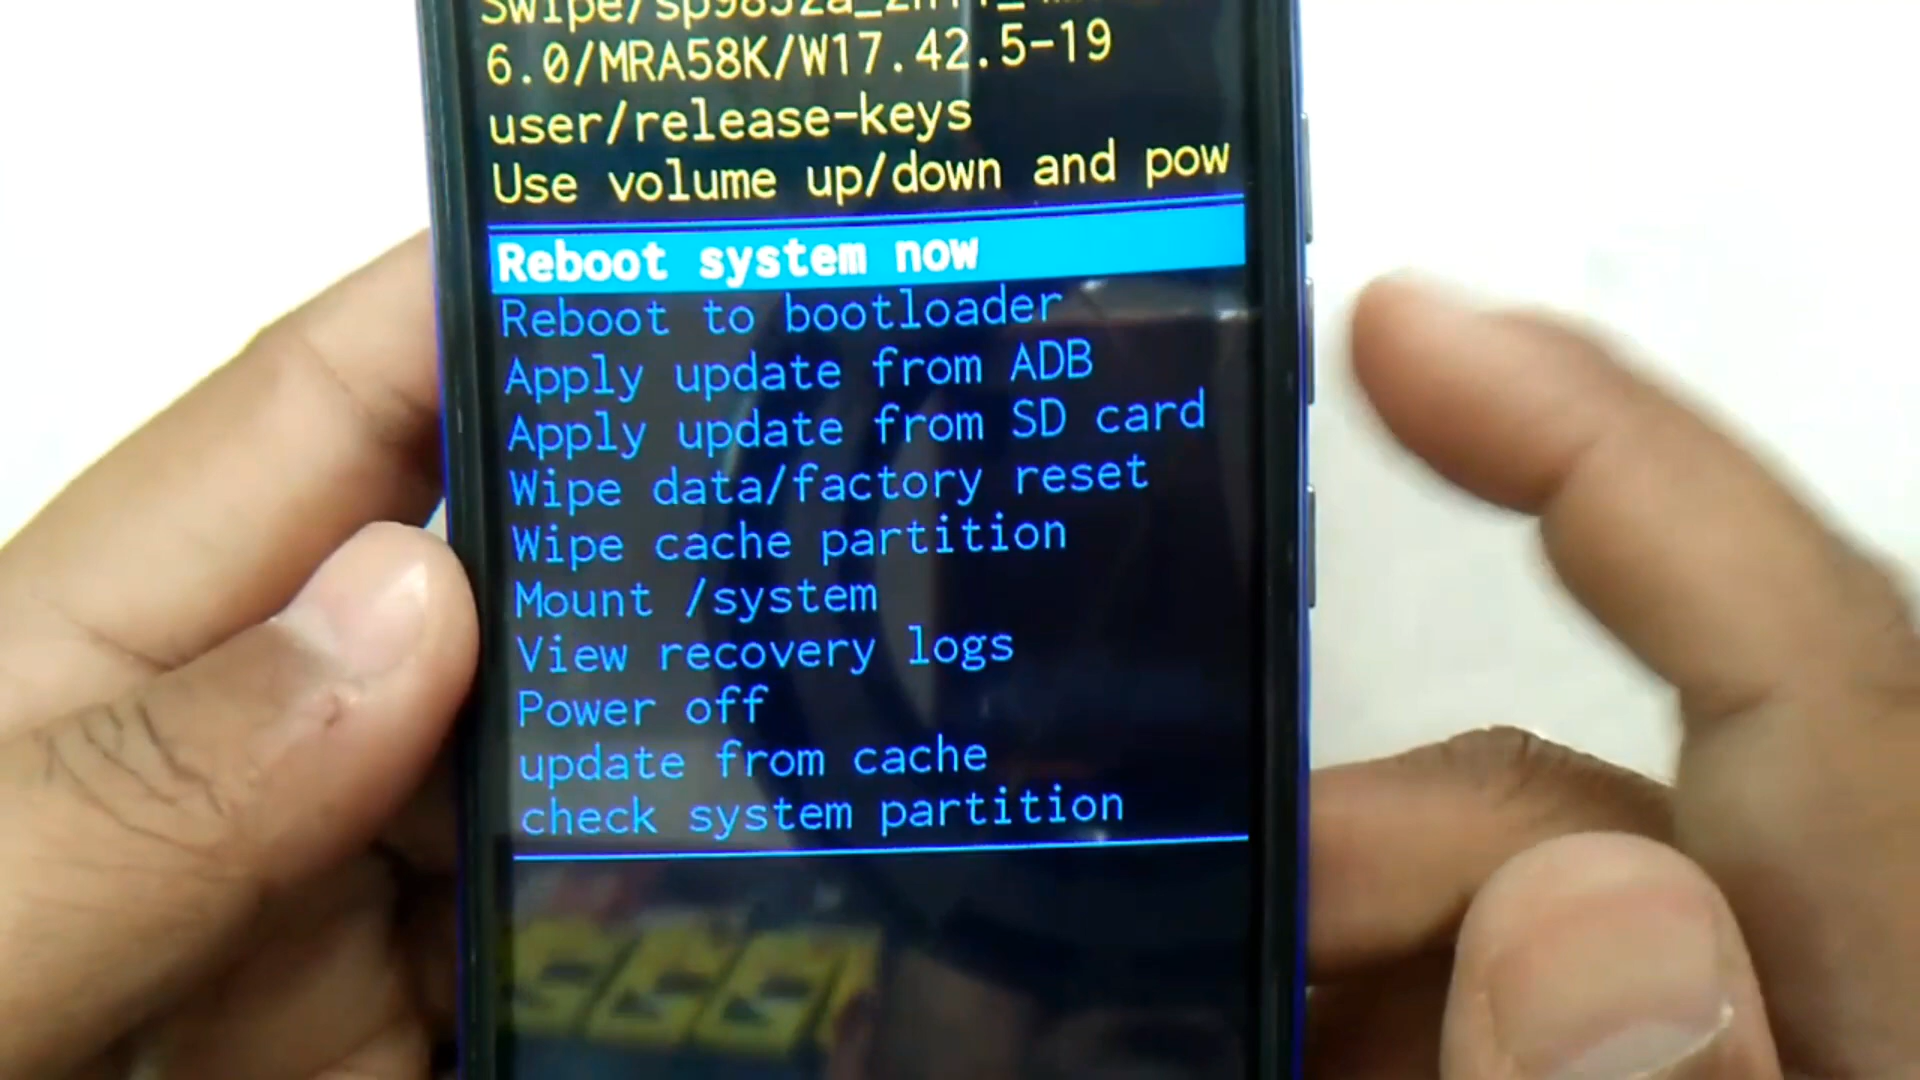 6.0/MRA58K/W17.42.5-19
user/release-keys
Use volume up/down and pow
Reboot system now
Reboot to bootloader
Apply update from ADB
Apply update from SD card
Wipe data/factory reset
Wipe cache partition
Mount /system
View recovery logs
Power off
update from cache
check system partition